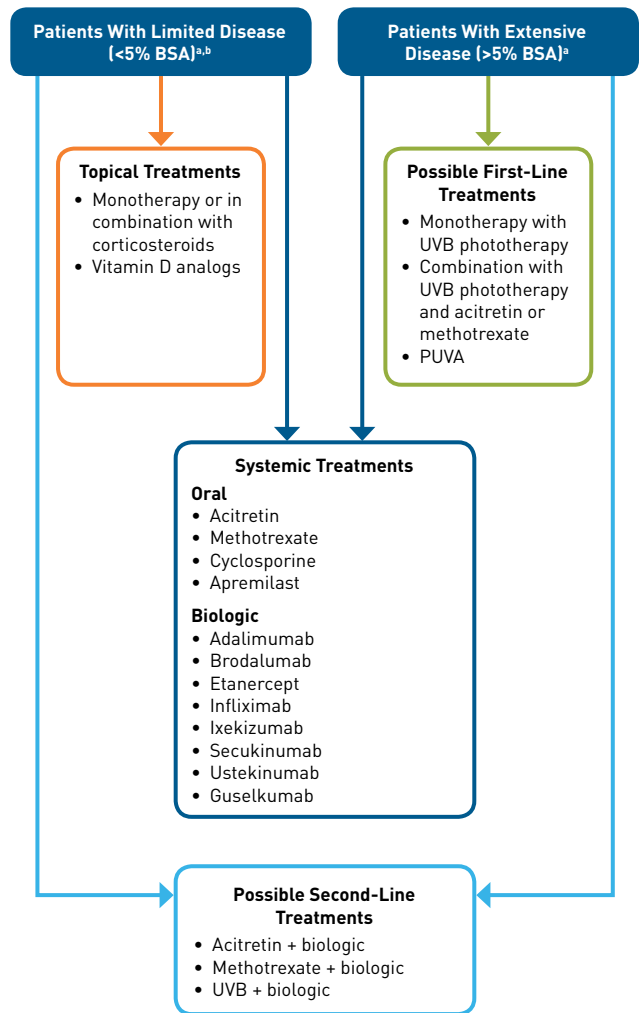 Patients With Limited Disease
(<5% BSA)a,b
Patients With Extensive
Disease (>5% BSA)a
Topical Treatments
• Monotherapy or in
combination with
corticosteroids
• Vitamin D analogs
Possible First-Line
Treatments
• Monotherapy with
UVB phototherapy
• Combination with
UVB phototherapy
and acitretin or
methotrexate
• PUVA
Systemic Treatments
Oral
• Acitretin
• Methotrexate
• Cyclosporine
• Apremilast
Biologic
• Adalimumab
• Brodalumab
• Etanercept
• Infliximab
• Ixekizumab
• Secukinumab
• Ustekinumab
• Guselkumab
Possible Second-Line
Treatments
• Acitretin + biologic
• Methotrexate + biologic
• UVB + biologic